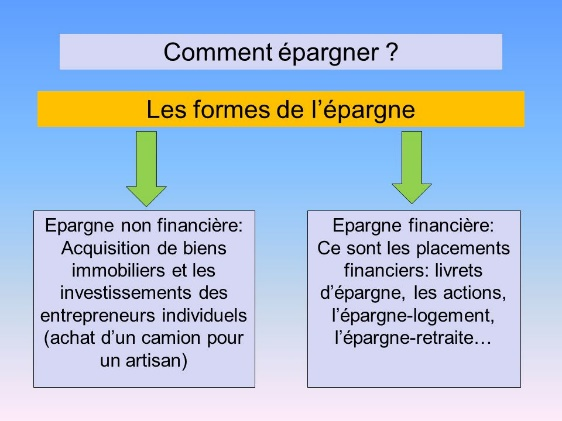 Comment épargner ?
Les formes de l’épargne
Epargne non financière:
Acquisition de biens
immobiliers et les
investissements des
entrepreneurs individuels
(achat d’un camion pour
un artisan)
Epargne financière:
Ce sont les placements
financiers: livrets
d’épargne, les actions,
l’épargne-logement,
l’épargne-retraite…